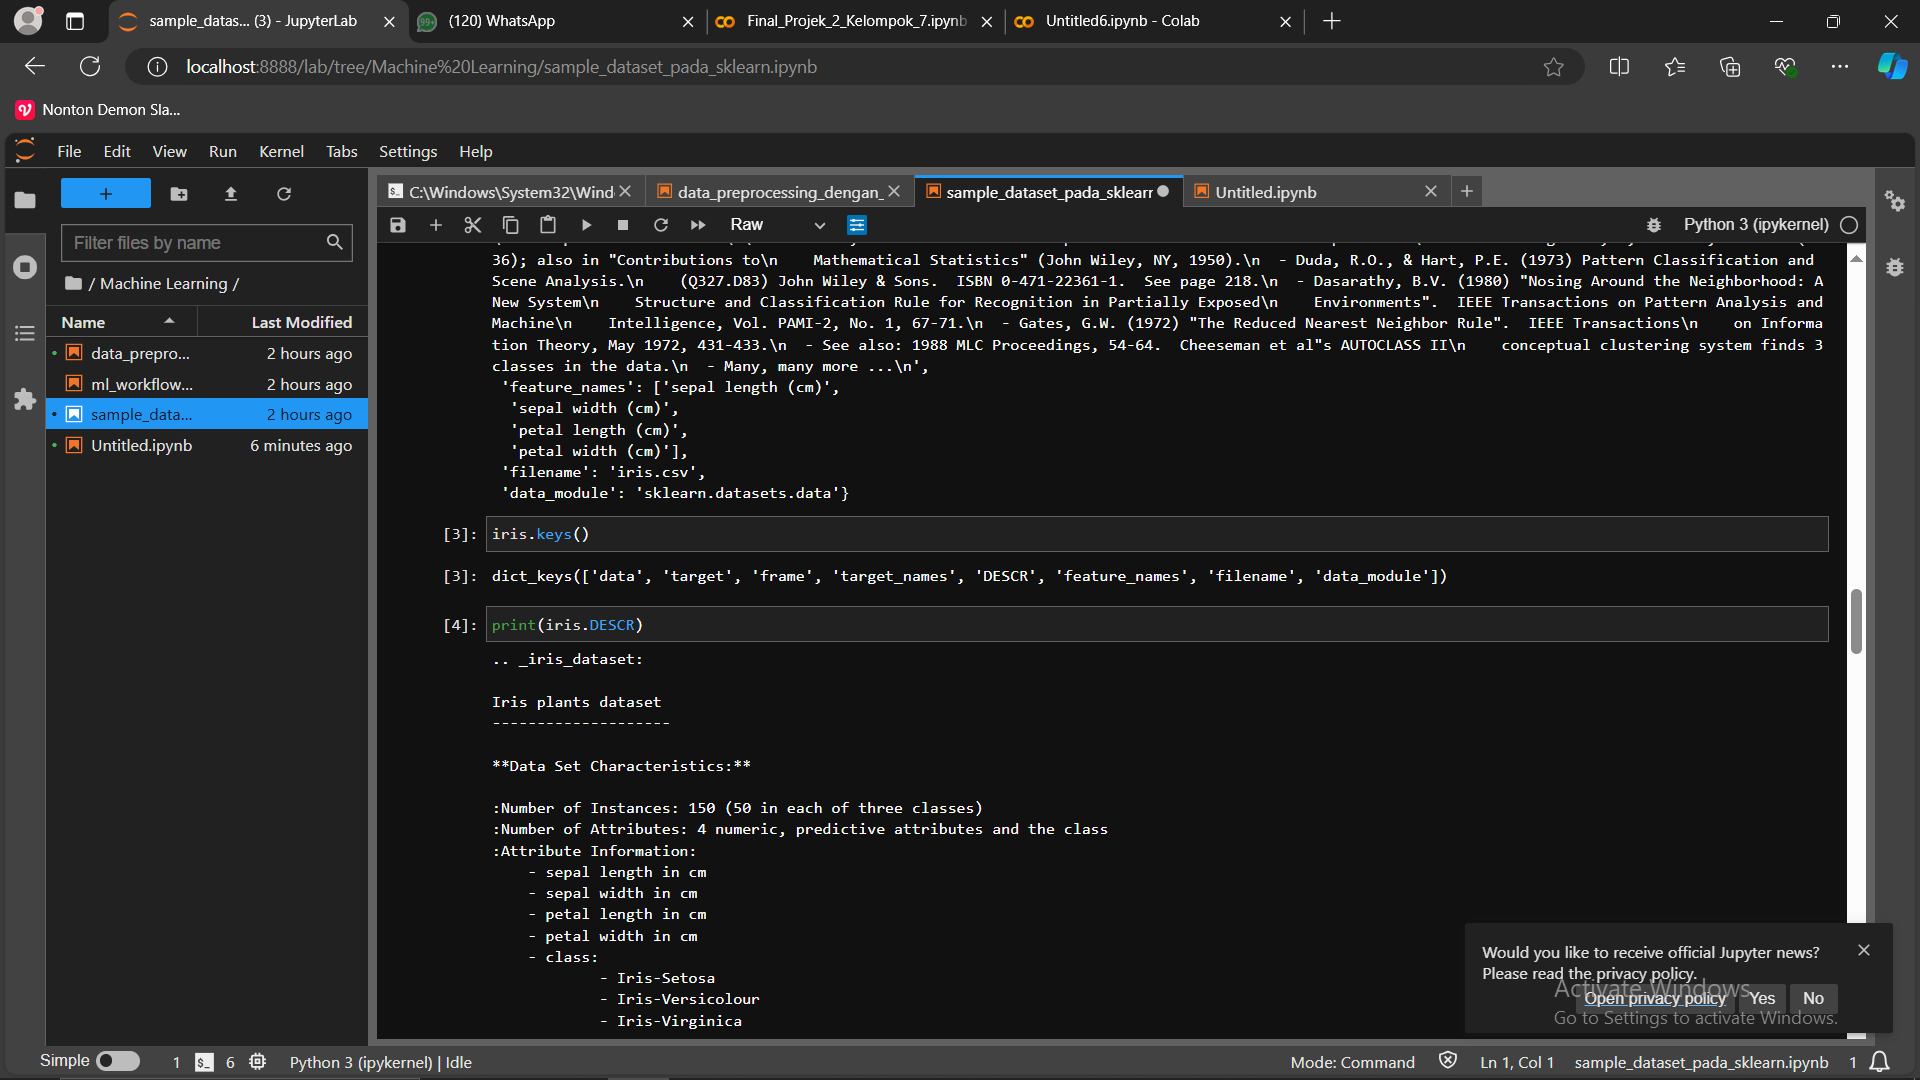 sample_datas... (3) - JupyterLab
(120) WhatsApp
Final_Projek_2_Kelompok_7.ipynb
Untitled6.ipynb - Colab
localhost:8888/lab/tree/Machine%20Learning/sample_dataset_pada_sklearn.ipynb
Nonton Demon Sla...
File Edit View Run Kernel Tabs Settings Help
C:\Windows\System32\Wind
data_preprocessing_dengan_
sample_dataset_pada_sklearr
Untitled.ipynb
Raw
Python 3 (ipykernel)
Filter files by name
/ Machine Learning /
Name Last Modified
data_prepro... 2 hours ago
ml_workflow... 2 hours ago
sample_data... 2 hours ago
Untitled.ipynb 6 minutes ago
36); also in "Contributions to\n    Mathematical Statistics" (John Wiley, NY, 1950).\n  - Duda, R.O., & Hart, P.E. (1973) Pattern Classification and
Scene Analysis.\n    (Q327.D83) John Wiley & Sons.  ISBN 0-471-22361-1.  See page 218.\n  - Dasarathy, B.V. (1980) "Nosing Around the Neighborhood: A
New System\n    Structure and Classification Rule for Recognition in Partially Exposed\n    Environments".  IEEE Transactions on Pattern Analysis and
Machine\n    Intelligence, Vol. PAMI-2, No. 1, 67-71.\n  - Gates, G.W. (1972) "The Reduced Nearest Neighbor Rule".  IEEE Transactions\n    on Informa
tion Theory, May 1972, 431-433.\n  - See also: 1988 MLC Proceedings, 54-64.  Cheeseman et al"s AUTOCLASS II\n    conceptual clustering system finds 3
classes in the data.\n  - Many, many more ...\n',
'feature_names': ['sepal length (cm)',
'sepal width (cm)',
'petal length (cm)',
'petal width (cm)'],
'filename': 'iris.csv',
'data_module': 'sklearn.datasets.data'}
[3]: iris.keys()
[3]: dict_keys(['data', 'target', 'frame', 'target_names', 'DESCR', 'feature_names', 'filename', 'data_module'])
[4]: print(iris.DESCR)
.. _iris_dataset:
Iris plants dataset
--------------------
**Data Set Characteristics:**
:Number of Instances: 150 (50 in each of three classes)
:Number of Attributes: 4 numeric, predictive attributes and the class
:Attribute Information:
- sepal length in cm
- sepal width in cm
- petal length in cm
- petal width in cm
- class:
- Iris-Setosa
- Iris-Versicolour
- Iris-Virginica
Would you like to receive official Jupyter news?
Please read the privacy policy.
Open privacy policy Yes No
Activate Windows
Go to Settings to activate Windows.
Simple 1 6 Python 3 (ipykernel) | Idle
Mode: Command Ln 1, Col 1 sample_dataset_pada_sklearn.ipynb 1